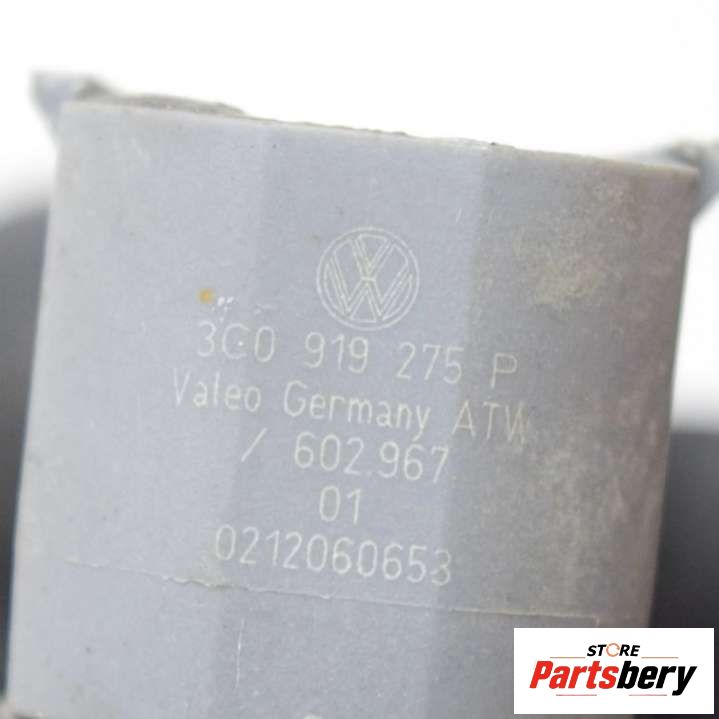 3C0 919 275 P
Valeo Germany ATW
/ 602.967
01
0212060653
STORE
Partsbery